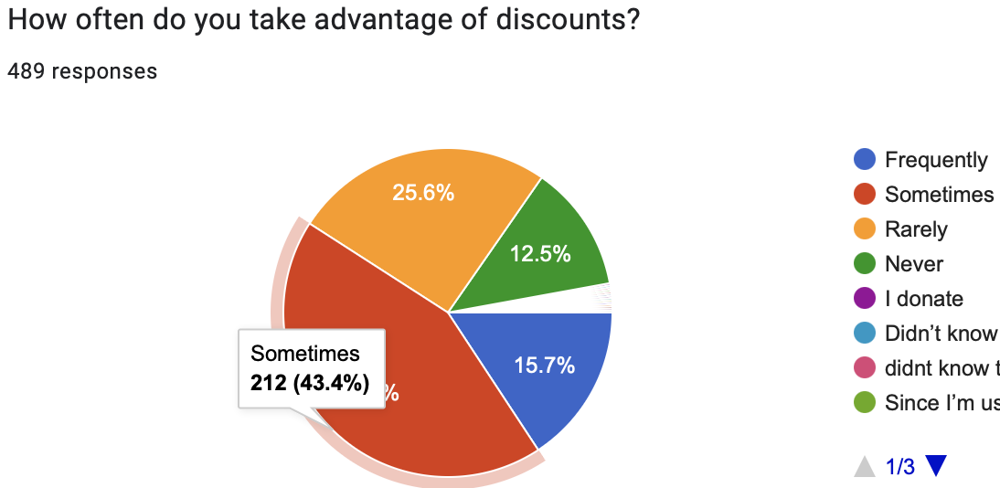 How often do you take advantage of discounts?
489 responses
25.6%
12.5%
15.7%
Sometimes
212 (43.4%)
%
Frequently
Sometimes
Rarely
Never
I donate
Didn’t know
didnt know t
Since I’m us
1/3